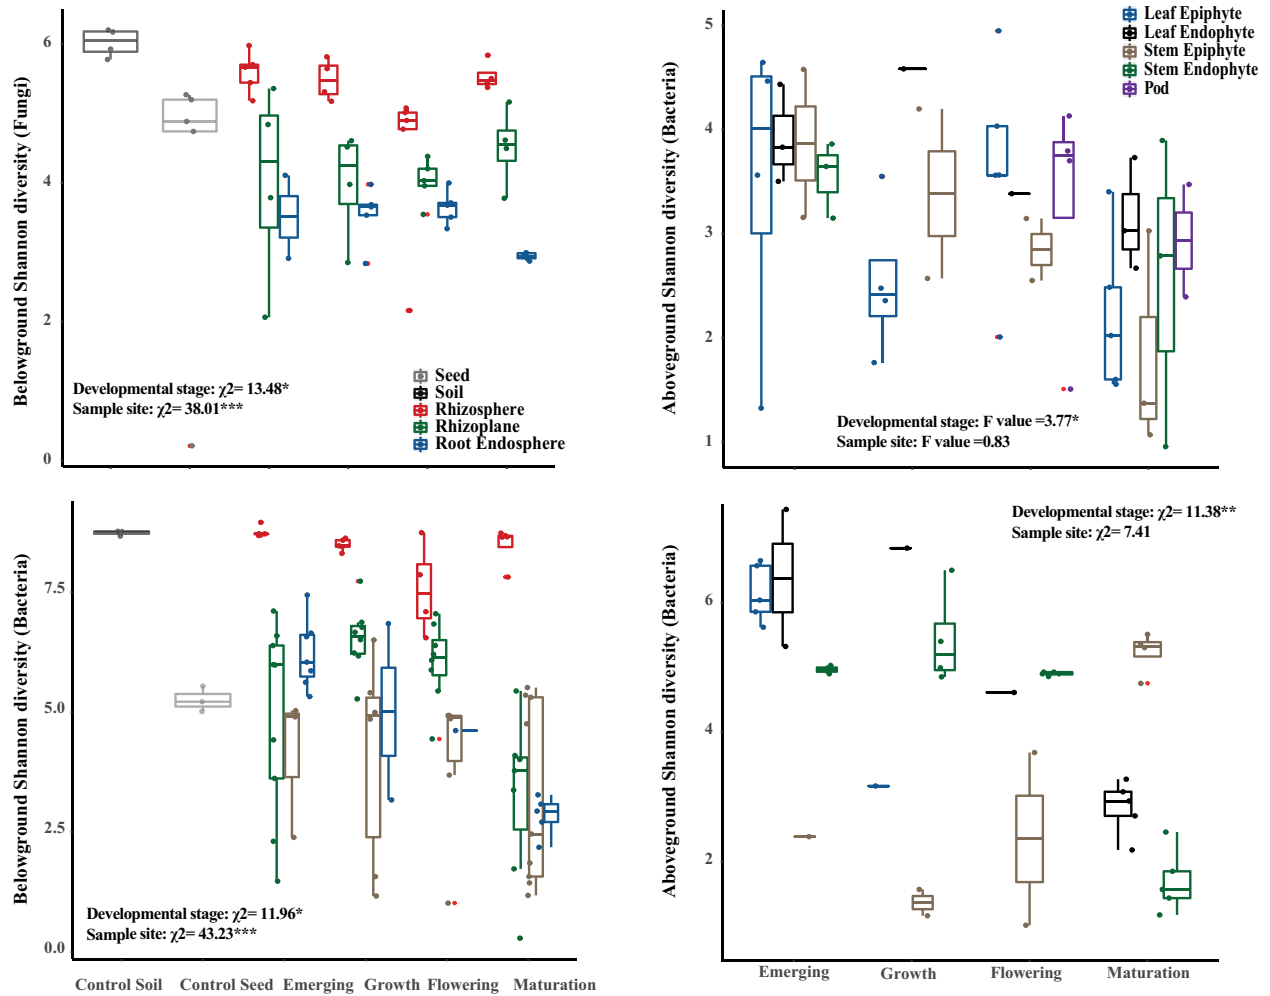 Belowground Shannon diversity (Fungi)
6
4
2
0
Developmental stage: χ2= 13.48*
Sample site: χ2= 38.01***
Seed
Soil
Rhizosphere
Rhizoplane
Root Endosphere
Aboveground Shannon diversity (Bacteria)
5
4
3
2
1
Leaf Epiphyte
Leaf Endophyte
Stem Epiphyte
Stem Endophyte
Pod
Developmental stage: F value =3.77*
Sample site: F value =0.83
Belowground Shannon diversity (Bacteria)
7.5
5.0
2.5
0.0
Developmental stage: χ2= 11.96*
Sample site: χ2= 43.23***
Control Soil Control Seed Emerging Growth Flowering Maturation
Aboveground Shannon diversity (Bacteria)
6
4
2
Developmental stage: χ2= 11.38**
Sample site: χ2= 7.41
Emerging Growth Flowering Maturation